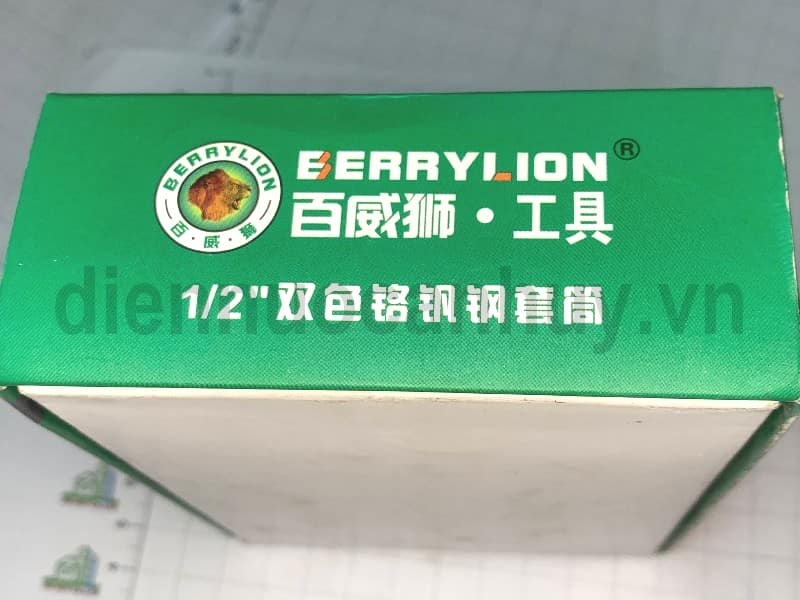 BERRYLION
百·威·狮
BERRYLION®
百威狮·工具
1/2"双色铬钒钢套筒
diennuocanhuy.vn